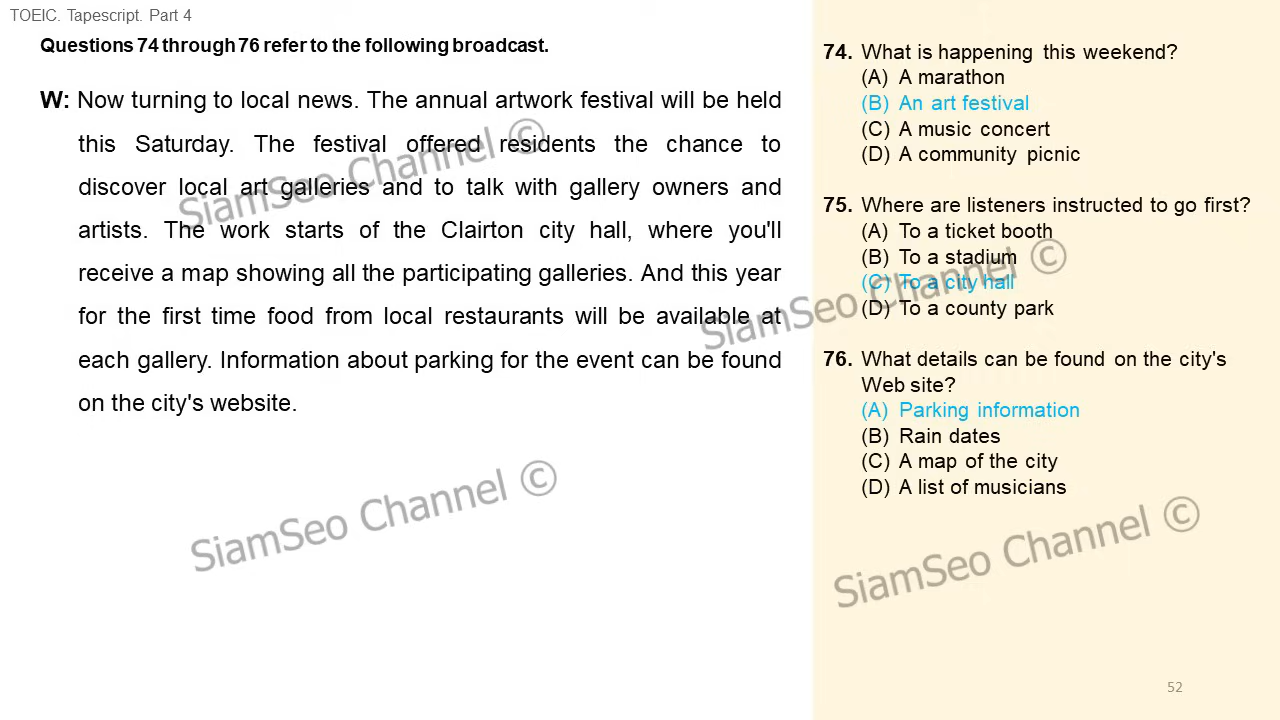 TOEIC. Tapescript. Part 4
Questions 74 through 76 refer to the following broadcast.
W: Now turning to local news. The annual artwork festival will be held
this Saturday. The festival offered residents the chance to
discover local art galleries and to talk with gallery owners and
artists. The work starts of the Clairton city hall, where you'll
receive a map showing all the participating galleries. And this year
for the first time food from local restaurants will be available at
each gallery. Information about parking for the event can be found
on the city's website.
74. What is happening this weekend?
(A) A marathon
(B) An art festival
(C) A music concert
(D) A community picnic
75. Where are listeners instructed to go first?
(A) To a ticket booth
(B) To a stadium
(C) To a city hall
(D) To a county park
76. What details can be found on the city's
Web site?
(A) Parking information
(B) Rain dates
(C) A map of the city
(D) A list of musicians
SiamSeo Channel ©
SiamSeo Channel ©
SiamSeo Channel ©
SiamSeo Channel ©
52